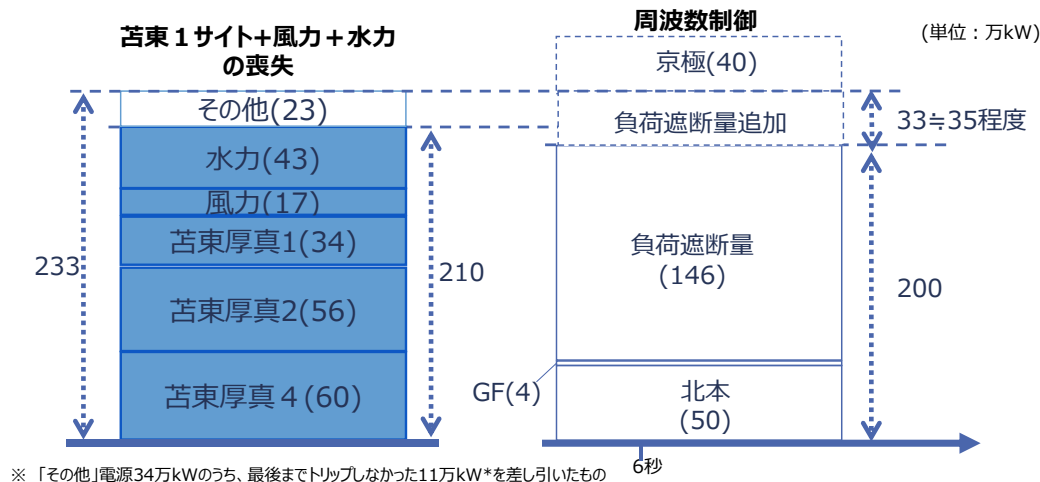 苫東１サイト+風力＋水力
の喪失
周波数制御
(単位：万kW)
京極(40)
その他(23)
負荷遮断量追加
33≒35程度
水力(43)
風力(17)
苫東厚真1(34)
負荷遮断量
(146)
233
210
200
苫東厚真2(56)
GF(4)
苫東厚真４(60)
北本
(50)
6秒
※ 「その他」電源34万kWのうち、最後までトリップしなかった11万kW*を差し引いたもの